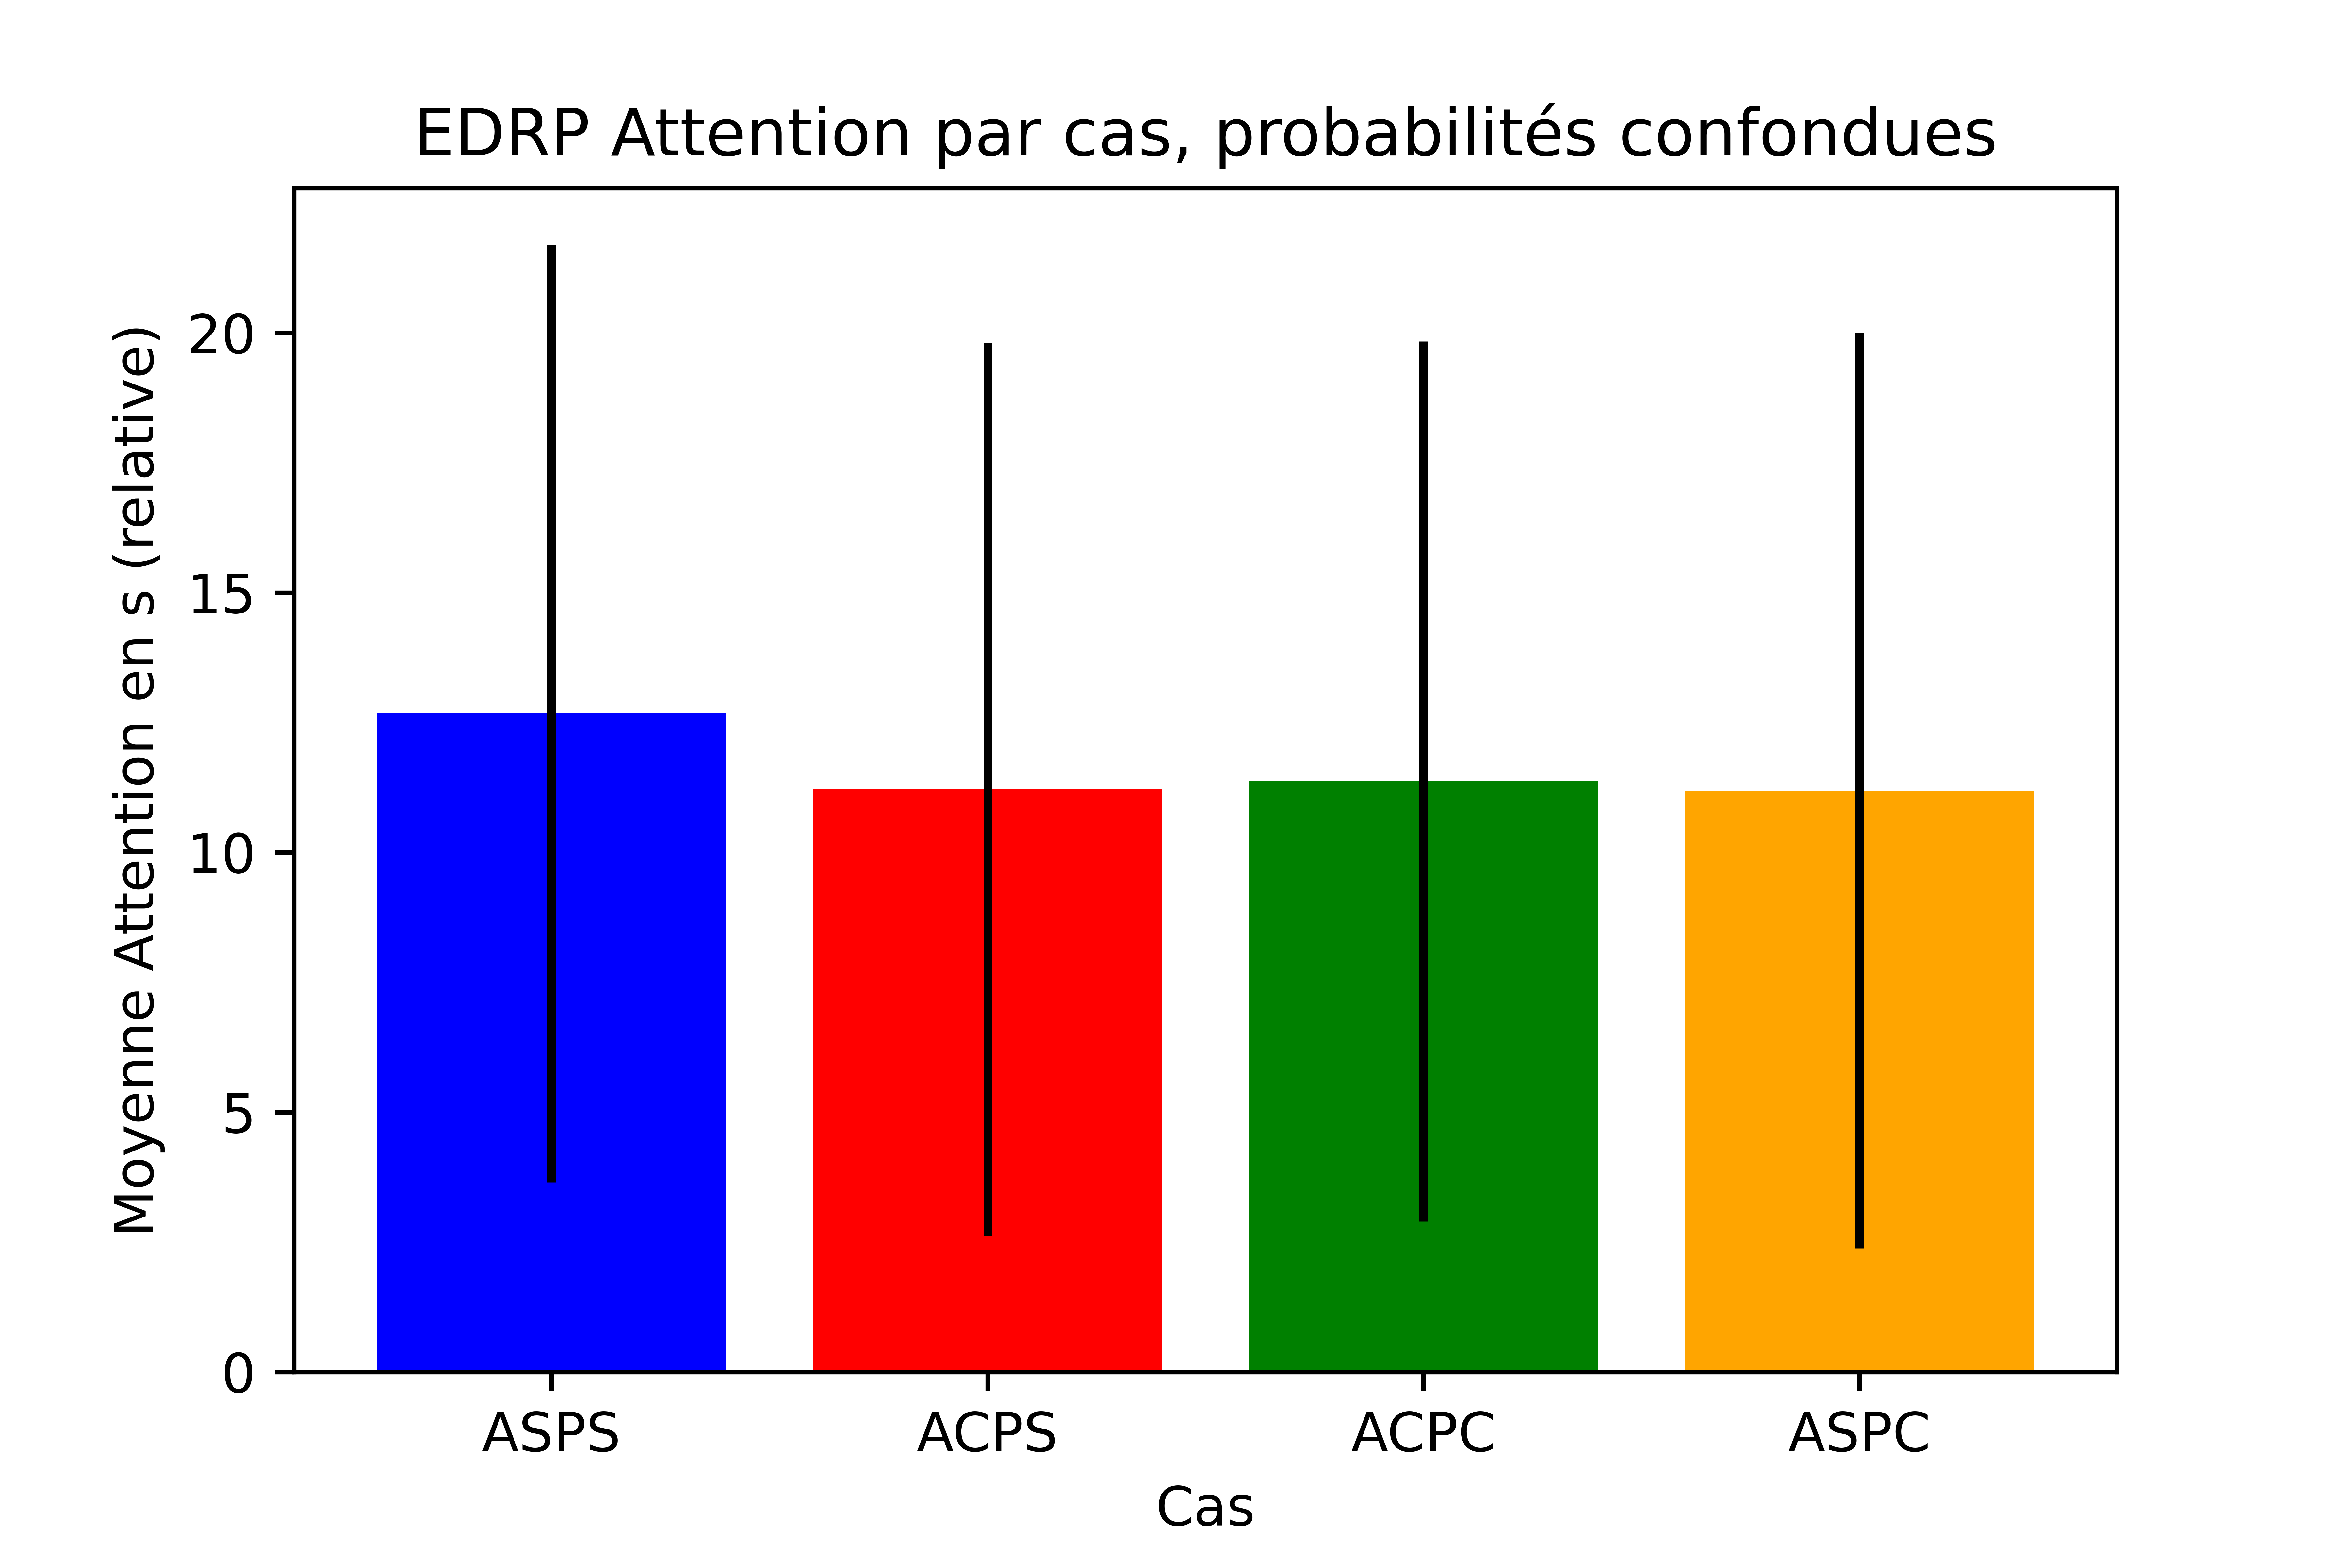 EDRP Attention par cas, probabilités confondues
Moyenne Attention en s (relative)
20
15
10
5
0
ASPS
ACPS
ACPC
ASPC
Cas